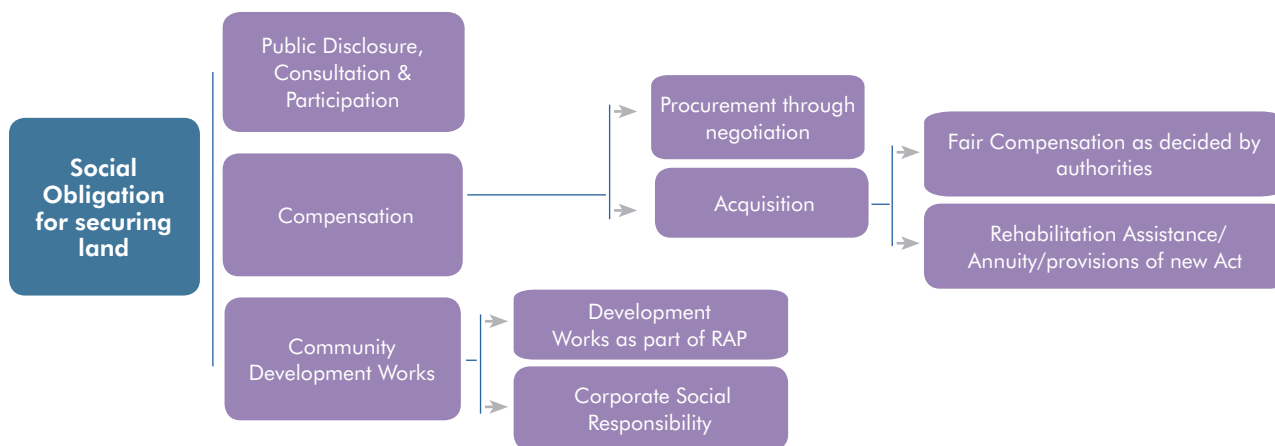 Social
Obligation
for securing
land
Public Disclosure,
Consultation &
Participation
Compensation
Community
Development Works
Procurement through
negotiation
Acquisition
Fair Compensation as decided by
authorities
Rehabilitation Assistance/
Annuity/provisions of new Act
Development
Works as part of RAP
Corporate Social
Responsibility